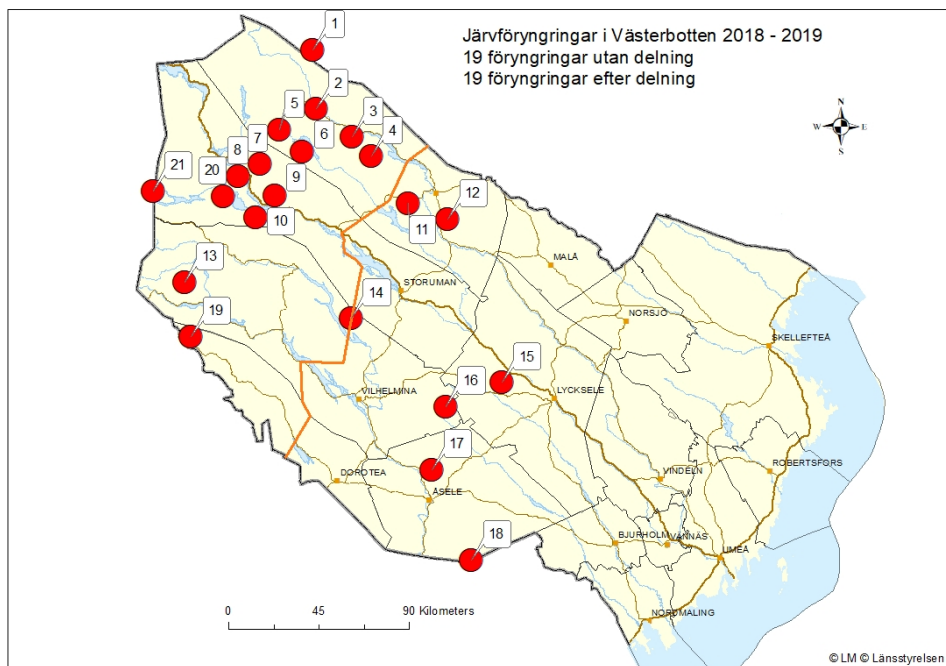 Järvföryngringar i Västerbotten 2018 - 2019
19 föryngringar utan delning
19 föryngringar efter delning
N
W E
S
1
2
3
4
5
6
7
8
9
10
11
12
13
14
15
16
17
18
19
20
21
MALÅ
STORUMAN
NORSJÖ
SKELLEFTEÅ
LYCKSELE
VILHELMINA
DOROTEA
ÅSELE
VINDELN
ROBERTSFORS
BJURHOLM
VÄNNÄS
UMEÅ
NORDMALING
0 45 90 Kilometers
© LM © Länsstyrelsen